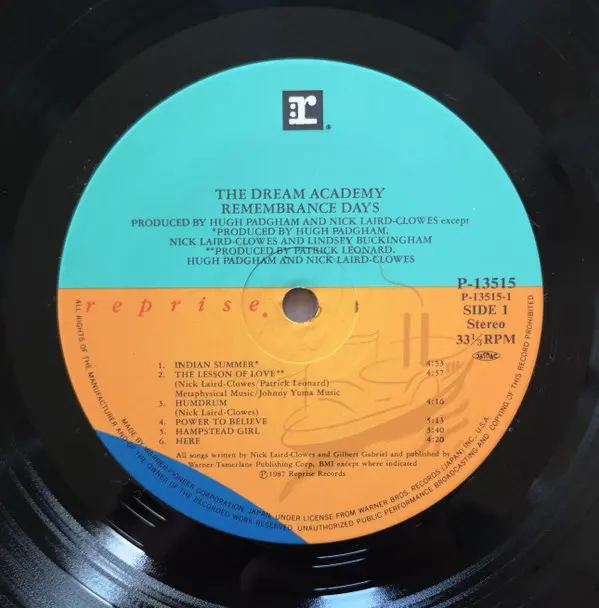 :r
THE DREAM ACADEMY
REMEMBRANCE DAYS
PRODUCED BY HUGH PADGHAM AND NICK LAIRD-CLOWES except
*PRODUCED BY HUGH PADGHAM,
NICK LAIRD-CLOWES AND LINDSEY BUCKINGHAM
**PRODUCED BY PATRICK LEONARD,
HUGH PADGHAM AND NICK LAIRD-CLOWES
P-13515
P-13515-1
SIDE 1
Stereo
33⅓RPM
JASRAC
reprise.
1. INDIAN SUMMER* 4:53
2. THE LESSON OF LOVE** 4:57
(Nick Laird-Clowes/Patrick Leonard)
Metaphysical Music/Johnny Yuma Music
3. HUMDRUM 4:16
(Nick Laird-Clowes)
4. POWER TO BELIEVE 5:13
5. HAMPSTEAD GIRL 3:40
6. HERE 4:20
All songs written by Nick Laird-Clowes and Gilbert Gabriel and published by
Warner-Tamerlane Publishing Corp. BMI except where indicated
Ⓟ1987 Reprise Records
ALL RIGHTS OF THE MANUFACTURER AND OF THE OWNER OF THE RECORDED WORK RESERVED. UNAUTHORIZED PUBLIC PERFORMANCE BROADCASTING AND COPYING OF THIS RECORD PROHIBITED
MADE BY WARNER-PIONEER CORPORATION, JAPAN, UNDER LICENSE FROM WARNER BROS. RECORDS (JAPAN) INC., U.S.A.